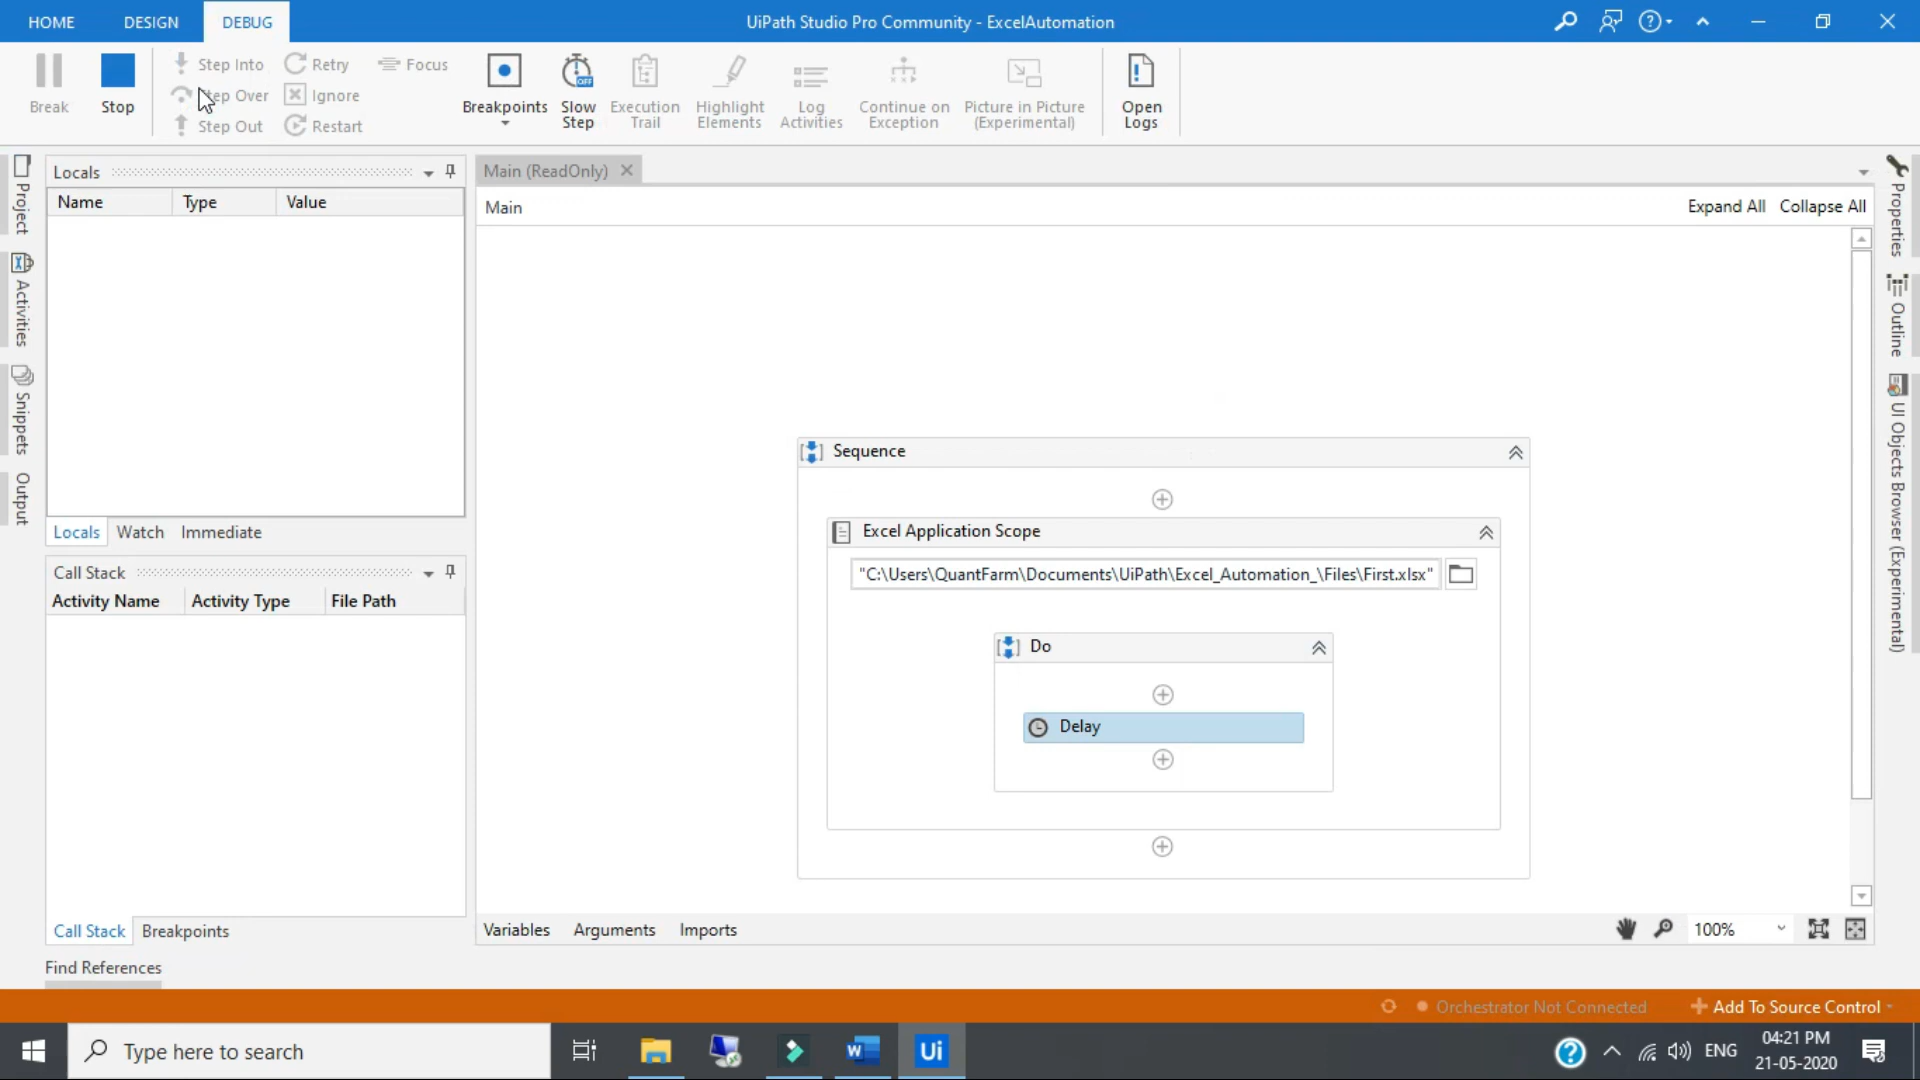 HOME DESIGN DEBUG
UiPath Studio Pro Community - ExcelAutomation
Break
Stop
Step Into
Step Over
Step Out
Retry
Ignore
Restart
Focus
Breakpoints
Slow
Step
OFF
Execution
Trail
Highlight
Elements
Log
Activities
Continue on
Exception
Picture in Picture
(Experimental)
Open
Logs
Project
Activities
Snippets
Output
Locals
Name Type Value
Locals Watch Immediate
Call Stack
Activity Name Activity Type File Path
Call Stack Breakpoints
Find References
Main (ReadOnly)
Main
Expand All Collapse All
Sequence
Excel Application Scope
"C:\Users\QuantFarm\Documents\UiPath\Excel_Automation_\Files\First.xlsx"
Do
Delay
Variables Arguments Imports
100%
Properties
Outline
UI Objects Browser (Experimental)
Orchestrator Not Connected
Add To Source Control
Type here to search
Ui
ENG
04:21 PM
21-05-2020